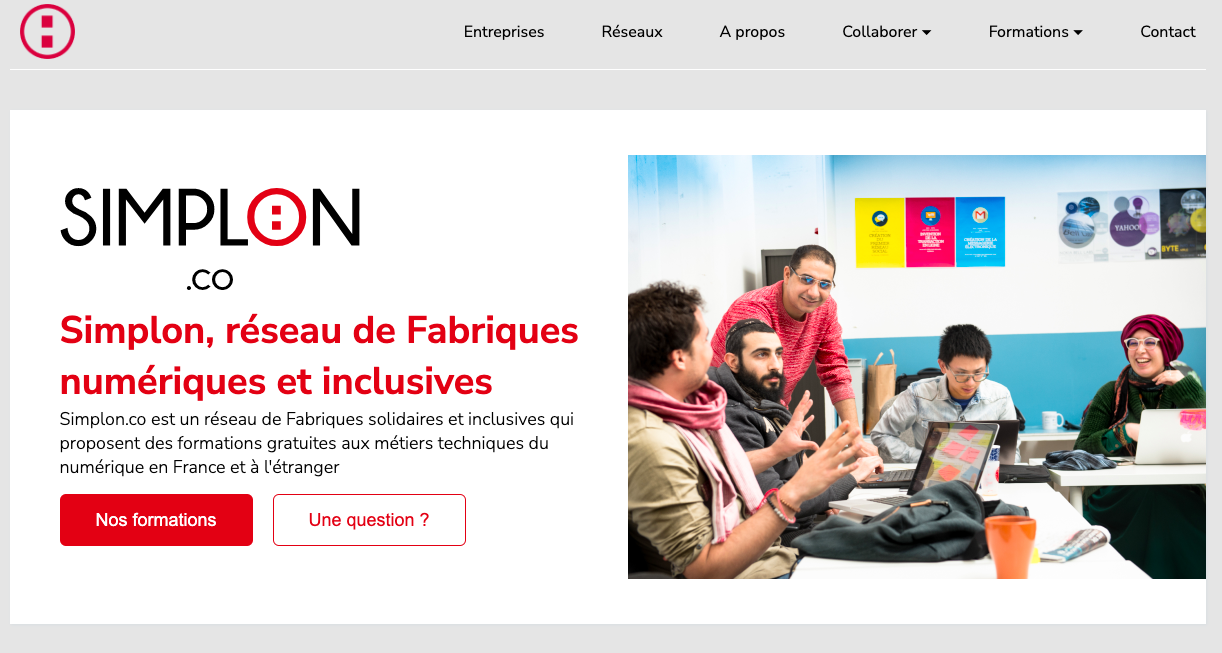 Entreprises
Réseaux
A propos
Collaborer
Formations
Contact
SIMPLON
.CO
Simplon, réseau de Fabriques
numériques et inclusives
Simplon.co est un réseau de Fabriques solidaires et inclusives qui
proposent des formations gratuites aux métiers techniques du
numérique en France et à l'étranger
Nos formations
Une question ?
YAHOO!
BYTE